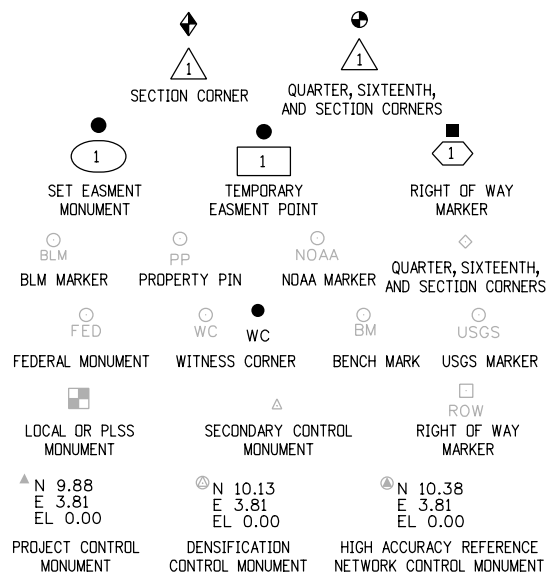 1
1
SECTION CORNER
QUARTER, SIXTEENTH,
AND SECTION CORNERS
1
1
1
SET EASMENT
MONUMENT
TEMPORARY
EASMENT POINT
RIGHT OF WAY
MARKER
BLM
PP
NOAA
BLM MARKER
PROPERTY PIN
NOAA MARKER
QUARTER, SIXTEENTH,
AND SECTION CORNERS
FED
WC
WC
BM
USGS
FEDERAL MONUMENT
WITNESS CORNER
BENCH MARK
USGS MARKER
ROW
LOCAL OR PLSS
MONUMENT
SECONDARY CONTROL
MONUMENT
RIGHT OF WAY
MARKER
N 9.88
E 3.81
EL 0.00
N 10.13
E 3.81
EL 0.00
N 10.38
E 3.81
EL 0.00
PROJECT CONTROL
MONUMENT
DENSIFICATION
CONTROL MONUMENT
HIGH ACCURACY REFERENCE
NETWORK CONTROL MONUMENT